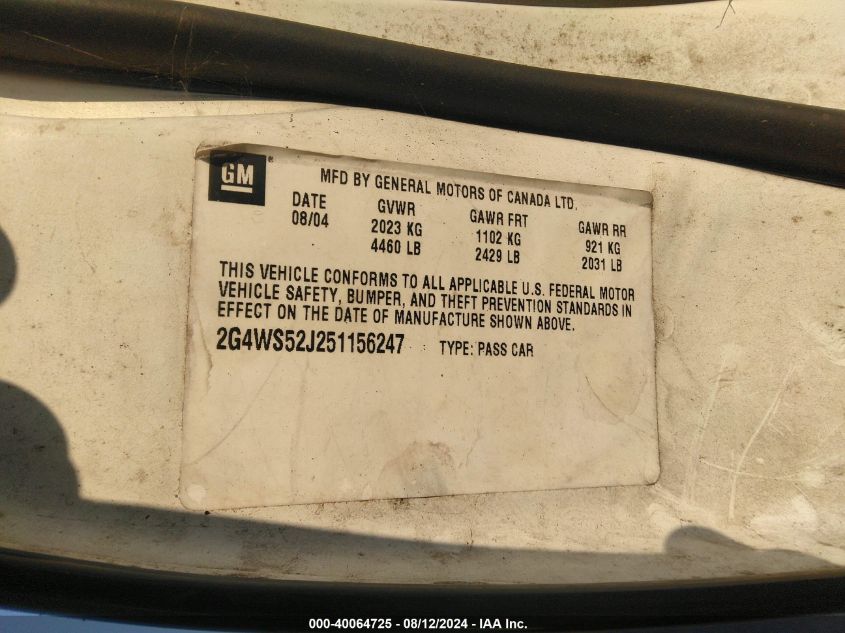 GM ®
MFD BY GENERAL MOTORS OF CANADA LTD.
DATE GVWR GAWR FRT GAWR RR
08/04 2023 KG 1102 KG 921 KG
4460 LB 2429 LB 2031 LB
THIS VEHICLE CONFORMS TO ALL APPLICABLE U.S. FEDERAL MOTOR
VEHICLE SAFETY, BUMPER, AND THEFT PREVENTION STANDARDS IN
EFFECT ON THE DATE OF MANUFACTURE SHOWN ABOVE.
2G4WS52J251156247 TYPE: PASS CAR
000-40064725 - 08/12/2024 - IAA Inc.